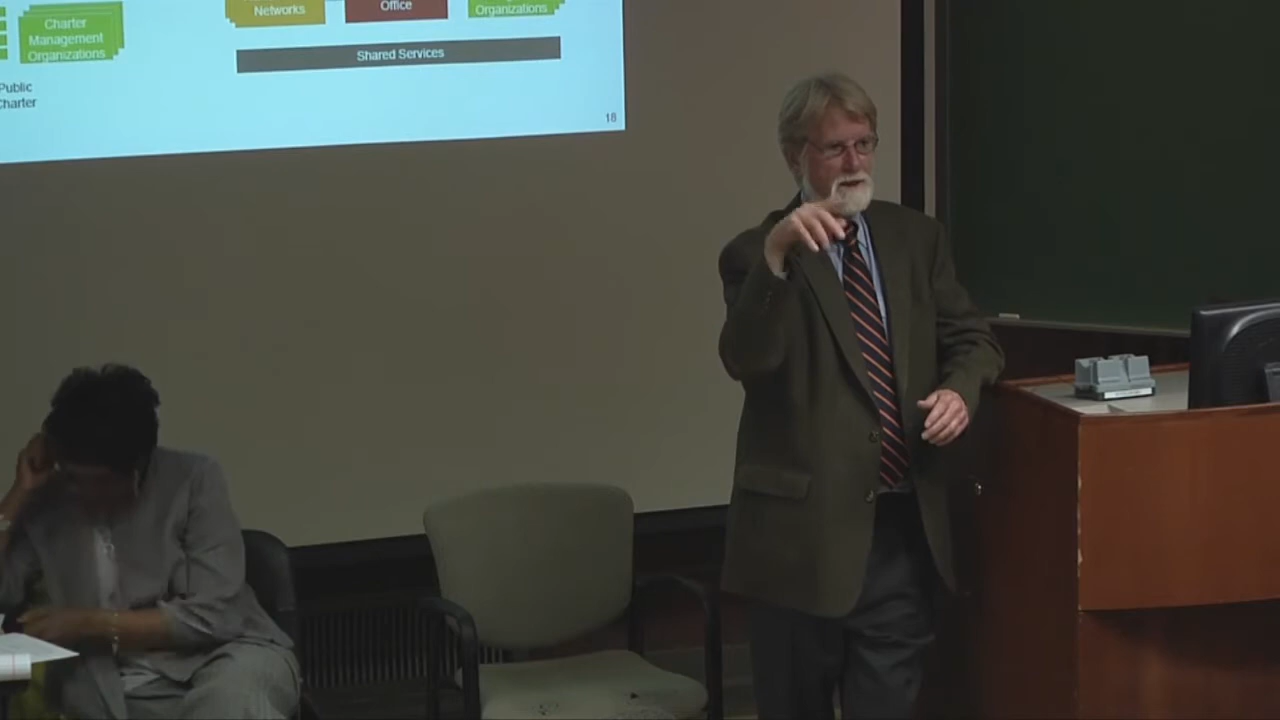 Charter
Management
Organizations
Public
Charter
Networks
Office
Organizations
Shared Services
18